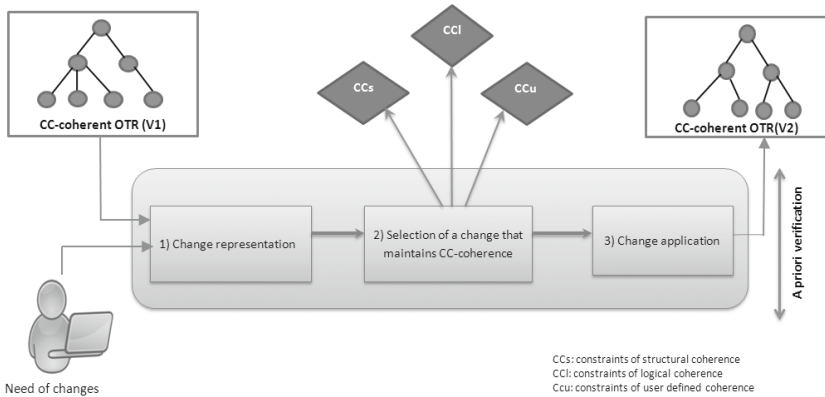 CCl
CCs
CCu
CC-coherent OTR (V1)
CC-coherent OTR(V2)
1) Change representation
2) Selection of a change that
maintains CC-coherence
3) Change application
A priori verification
Need of changes
CCs: constraints of structural coherence
CCl: constraints of logical coherence
Ccu: constraints of user defined coherence